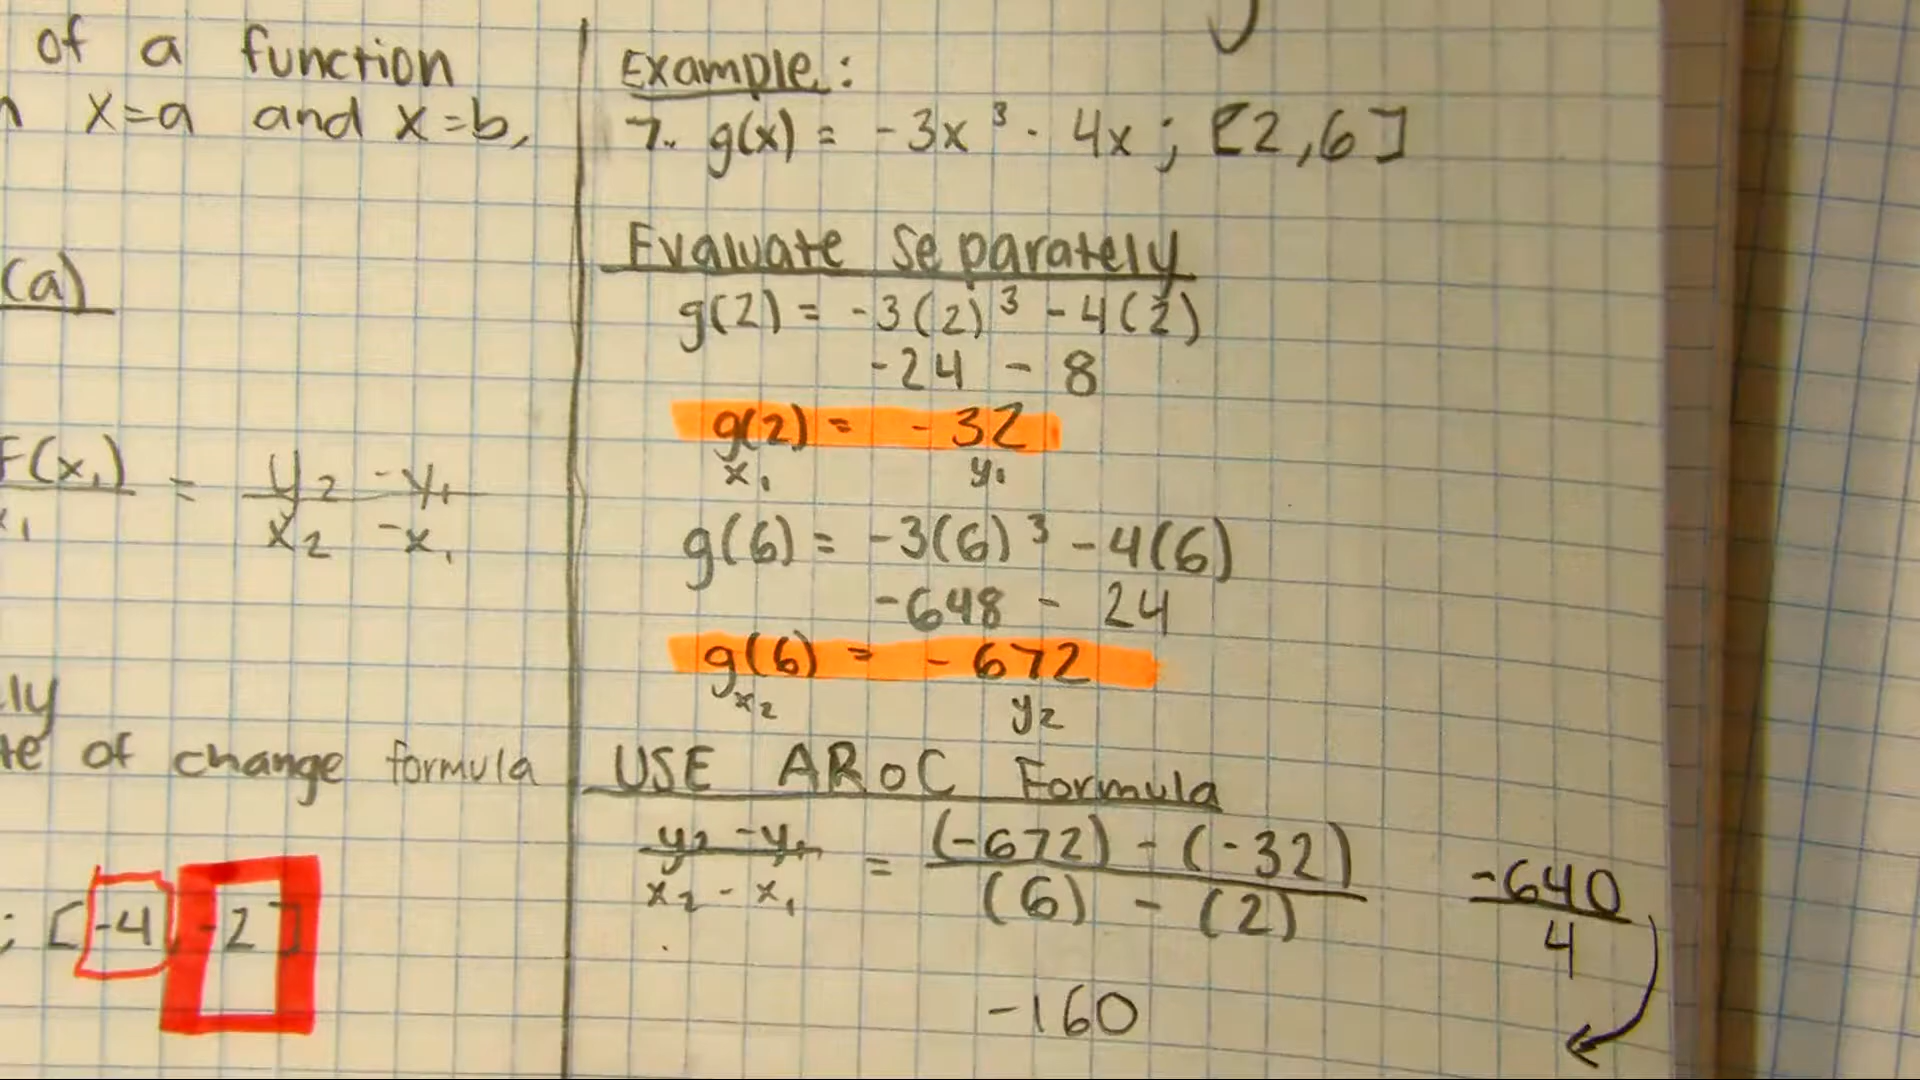 of a function
x=a and x=b,
(a)
F(x₁) = y₂ - y₁
x₁ x₂ - x₁
te of change formula
; [-4, -2]
Example:
7. g(x) = -3x³ - 4x; [2,6]
Evaluate Separately
g(2) = -3(2)³ - 4(2)
-24 - 8
g(2) = -32
x₁ y₁
g(6) = -3(6)³ - 4(6)
-648 - 24
g(6) = -672
x₂ y₂
USE AROC Formula
y₂ - y₁ = (-672) - (-32) -640
x₂ - x₁ (6) - (2) 4
-160